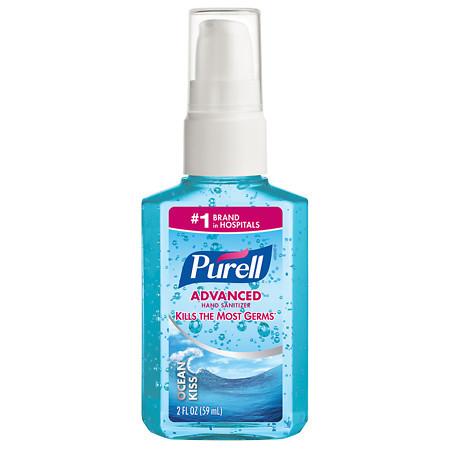 #1 BRAND
in HOSPITALS
Purell
ADVANCED
HAND SANITIZER
KILLS THE MOST GERMS
OCEAN
KISS
2 FL OZ (59 mL)